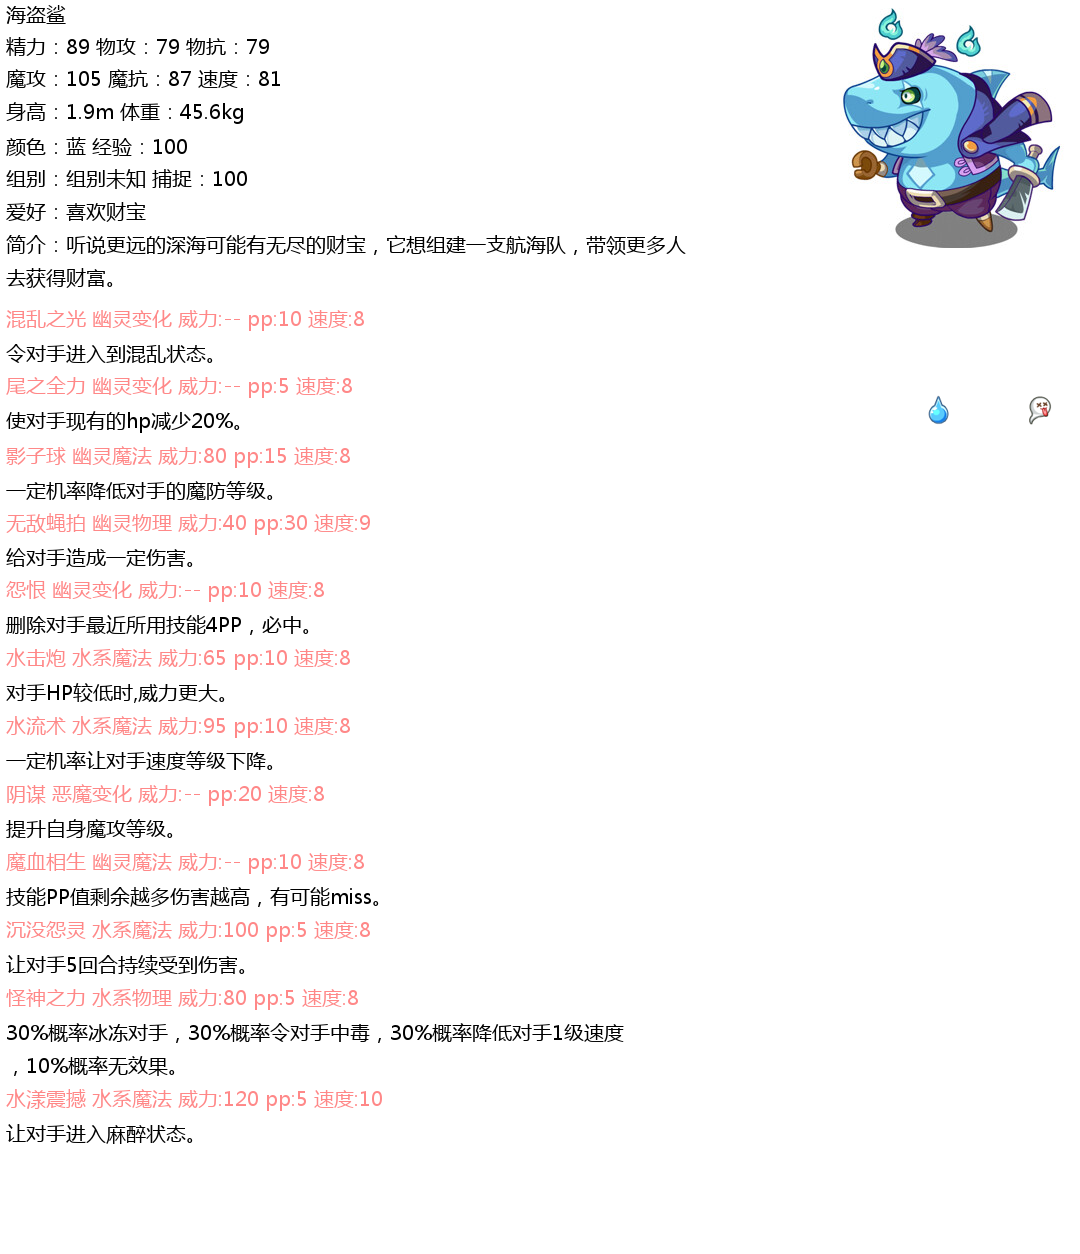 海盗鲨
精力：89 物攻：79 物抗：79
魔攻：105 魔抗：87 速度：81
身高：1.9m 体重：45.6kg
颜色：蓝 经验：100
组别：组别未知 捕捉：100
爱好：喜欢财宝
简介：听说更远的深海可能有无尽的财宝，它想组建一支航海队，带领更多人
去获得财富。
混乱之光 幽灵变化 威力:-- pp:10 速度:8
令对手进入到混乱状态。
尾之全力 幽灵变化 威力:-- pp:5 速度:8
使对手现有的hp减少20%。
影子球 幽灵魔法 威力:80 pp:15 速度:8
一定机率降低对手的魔防等级。
无敌蝇拍 幽灵物理 威力:40 pp:30 速度:9
给对手造成一定伤害。
怨恨 幽灵变化 威力:-- pp:10 速度:8
删除对手最近所用技能4PP，必中。
水击炮 水系魔法 威力:65 pp:10 速度:8
对手HP较低时,威力更大。
水流术 水系魔法 威力:95 pp:10 速度:8
一定机率让对手速度等级下降。
阴谋 恶魔变化 威力:-- pp:20 速度:8
提升自身魔攻等级。
魔血相生 幽灵魔法 威力:-- pp:10 速度:8
技能PP值剩余越多伤害越高，有可能miss。
沉没怨灵 水系魔法 威力:100 pp:5 速度:8
让对手5回合持续受到伤害。
怪神之力 水系物理 威力:80 pp:5 速度:8
30%概率冰冻对手，30%概率令对手中毒，30%概率降低对手1级速度
，10%概率无效果。
水漾震撼 水系魔法 威力:120 pp:5 速度:10
让对手进入麻醉状态。